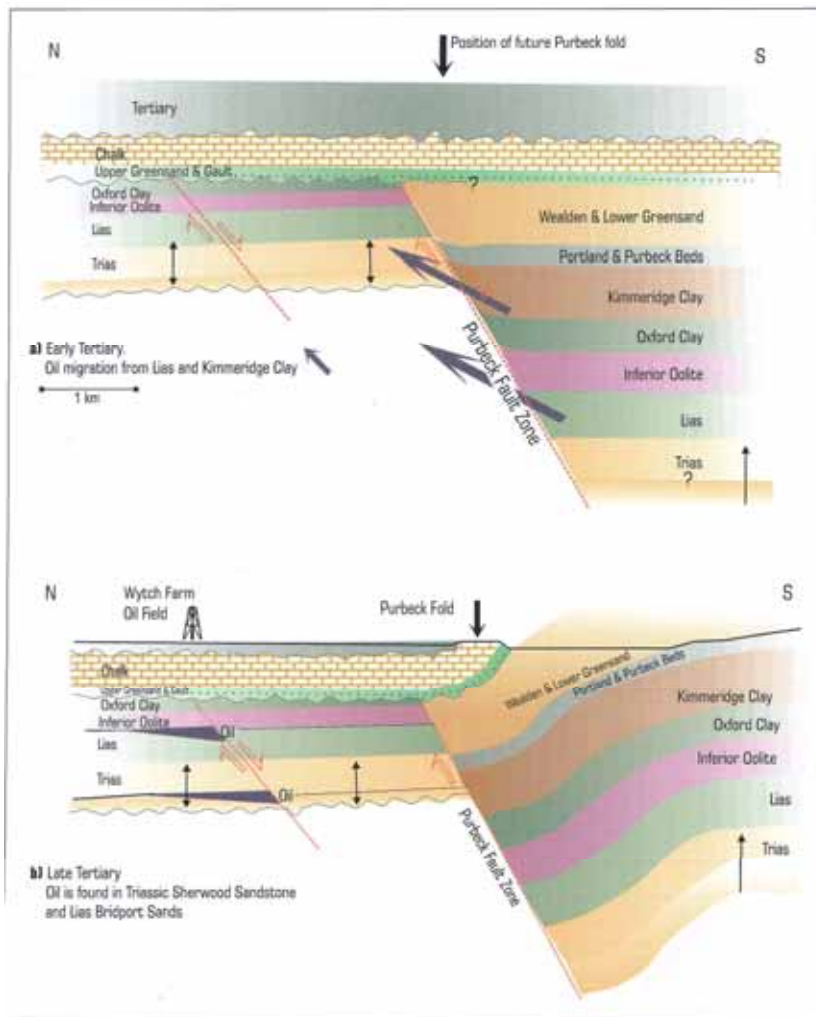 N
Position of future Purbeck fold
S
Tertiary
Chalk
Upper Greensand & Gault
?
Oxford Clay
Inferior Oolite
Lias
Trias
Wealden & Lower Greensand
Portland & Purbeck Beds
Kimmeridge Clay
Oxford Clay
Inferior Oolite
Lias
Trias
?
Purbeck Fault Zone
a) Early Tertiary.
Oil migration from Lias and Kimmeridge Clay
1 km
N
Wytch Farm
Oil Field
Purbeck Fold
S
Chalk
Upper Greensand & Gault
Oxford Clay
Inferior Oolite
Oil
Lias
Trias
Oil
Wealden & Lower Greensand
Portland & Purbeck Beds
Kimmeridge Clay
Oxford Clay
Inferior Oolite
Lias
Trias
Purbeck Fault Zone
b) Late Tertiary
Oil is found in Triassic Sherwood Sandstone
and Lias Bridport Sands